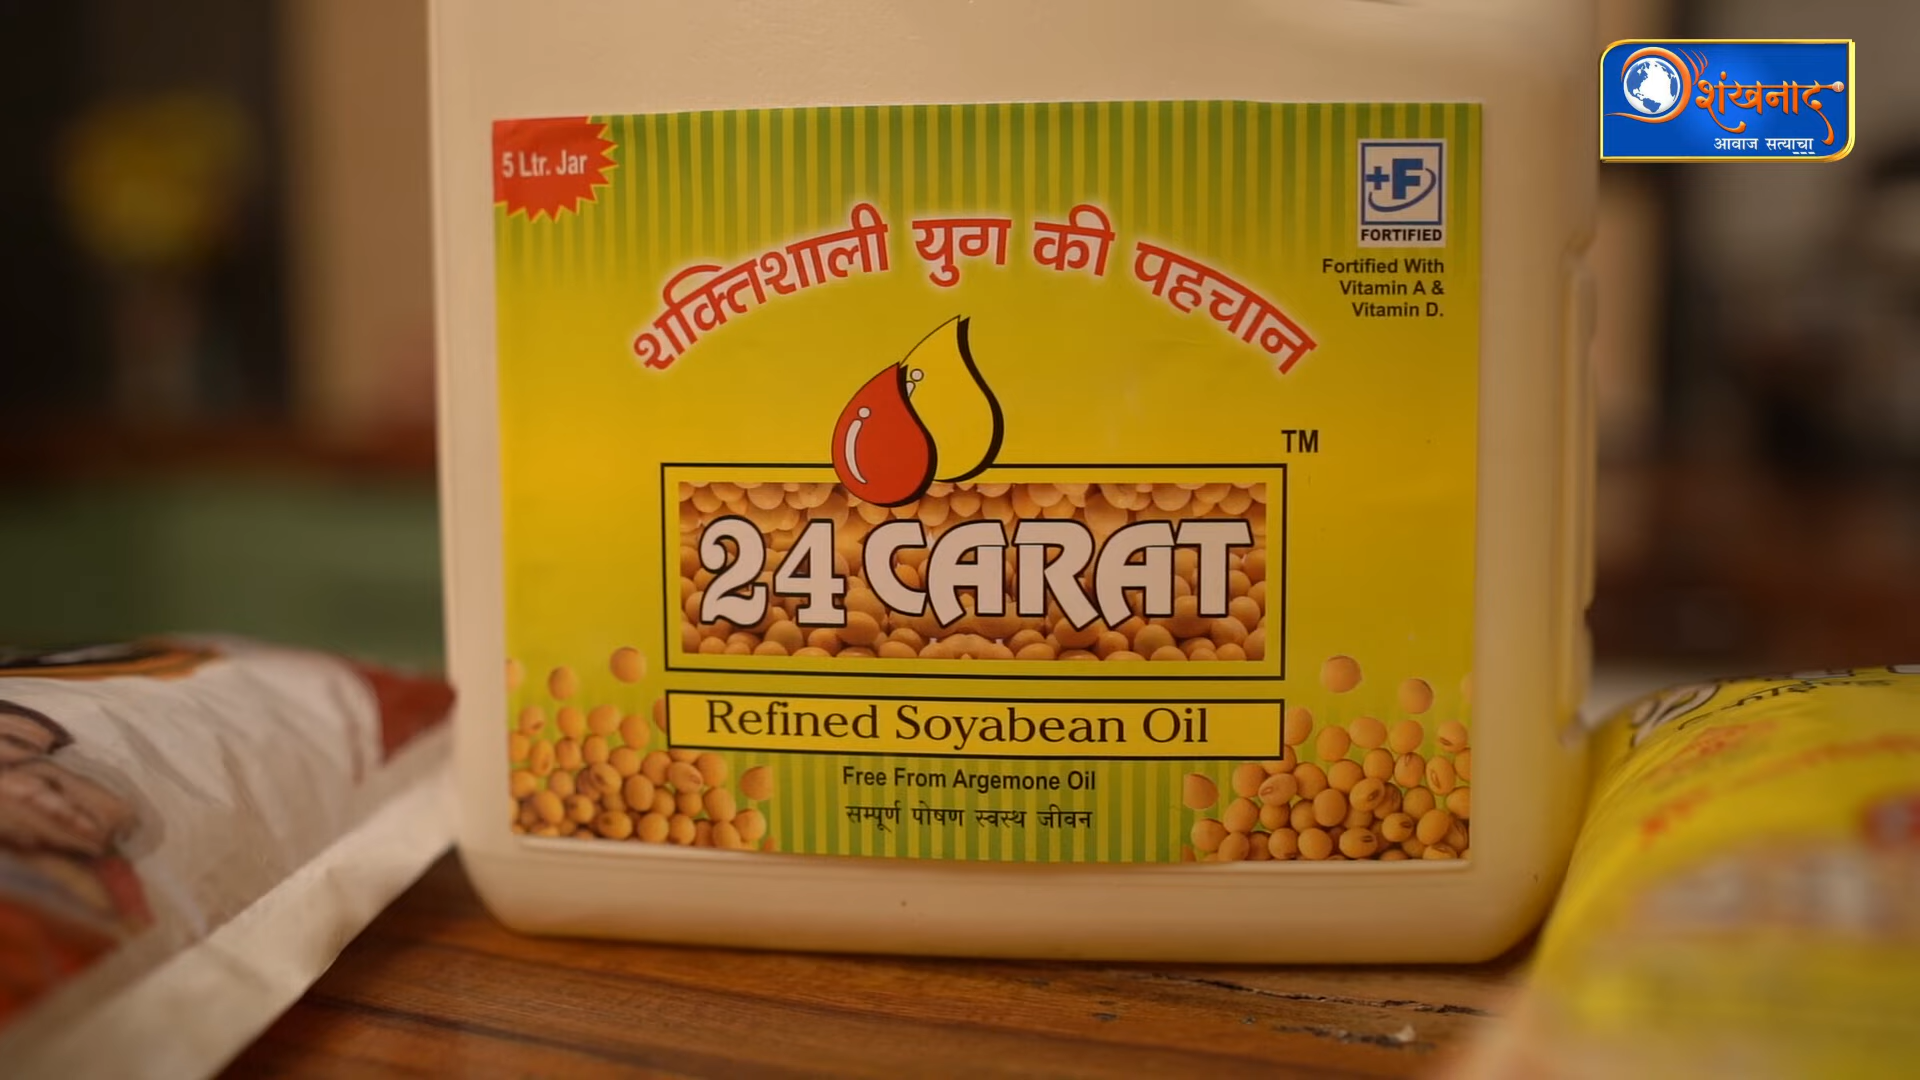 शंखनाद
आवाज सत्याचा
5 Ltr. Jar
+F
FORTIFIED
Fortified With
Vitamin A &
Vitamin D.
शक्तिशाली युग की पहचान
TM
24 CARAT
Refined Soyabean Oil
Free From Argemone Oil
सम्पूर्ण पोषण स्वस्थ जीवन